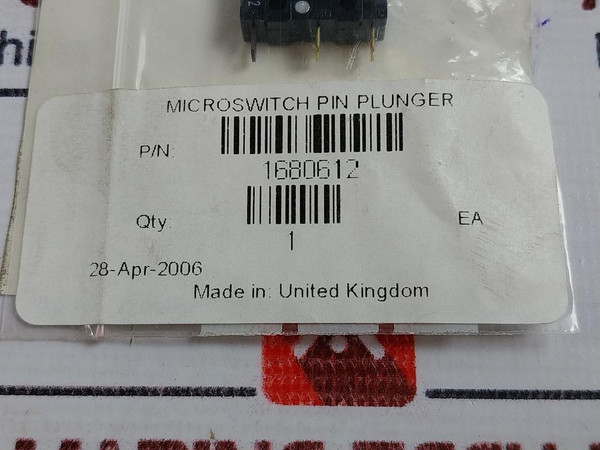 MICROSWITCH PIN PLUNGER
P/N:
1680612
Qty:
EA
1
28-Apr-2006
Made in: United Kingdom